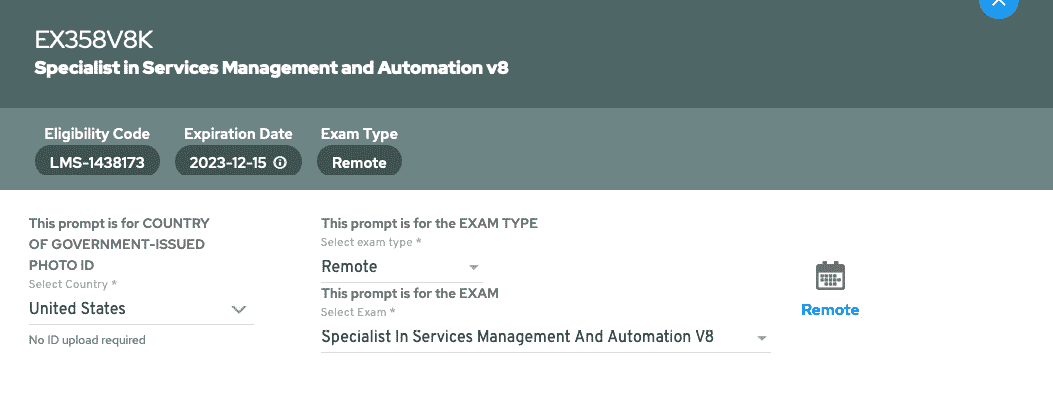 EX358V8K
Specialist in Services Management and Automation v8
Eligibility Code
Expiration Date
Exam Type
LMS-1438173
2023-12-15
Remote
This prompt is for COUNTRY
OF GOVERNMENT-ISSUED
PHOTO ID
Select Country *
United States
No ID upload required
This prompt is for the EXAM TYPE
Select exam type *
Remote
This prompt is for the EXAM
Select Exam *
Specialist In Services Management And Automation V8
Remote